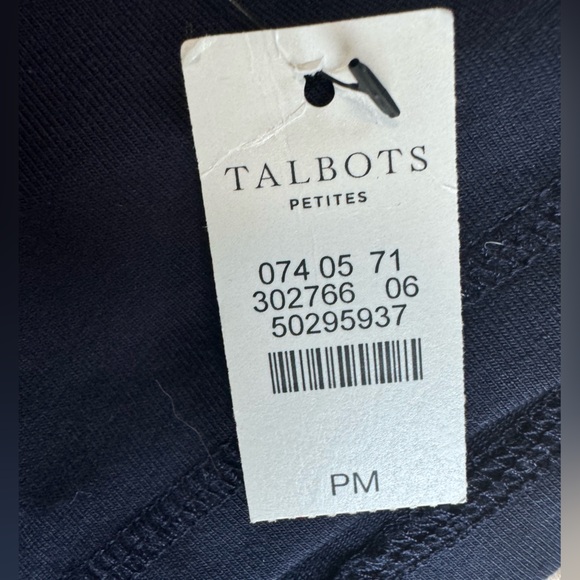 TALBOTS
PETITES
074 05 71
302766 06
50295937
PM